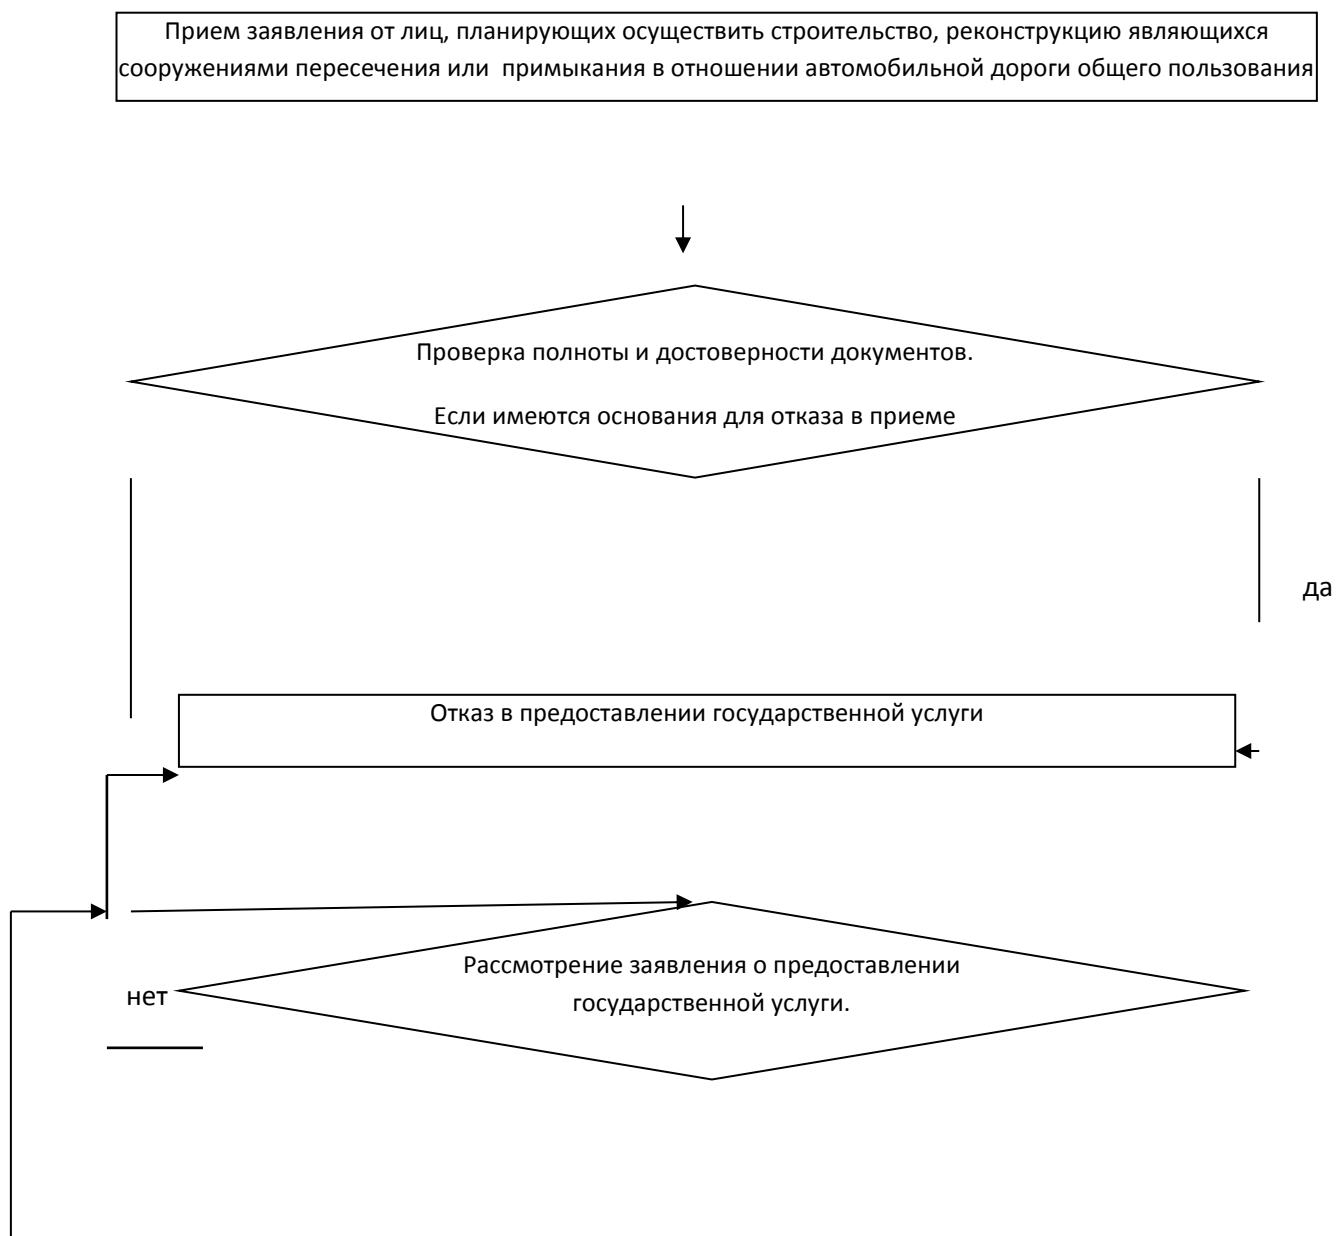 Прием заявления от лиц, планирующих осуществить строительство, реконструкцию являющихся
сооружениями пересечения или  примыкания в отношении автомобильной дороги общего пользования
Проверка полноты и достоверности документов.
Если имеются основания для отказа в приеме
да
Отказ в предоставлении государственной услуги
Рассмотрение заявления о предоставлении
государственной услуги.
нет